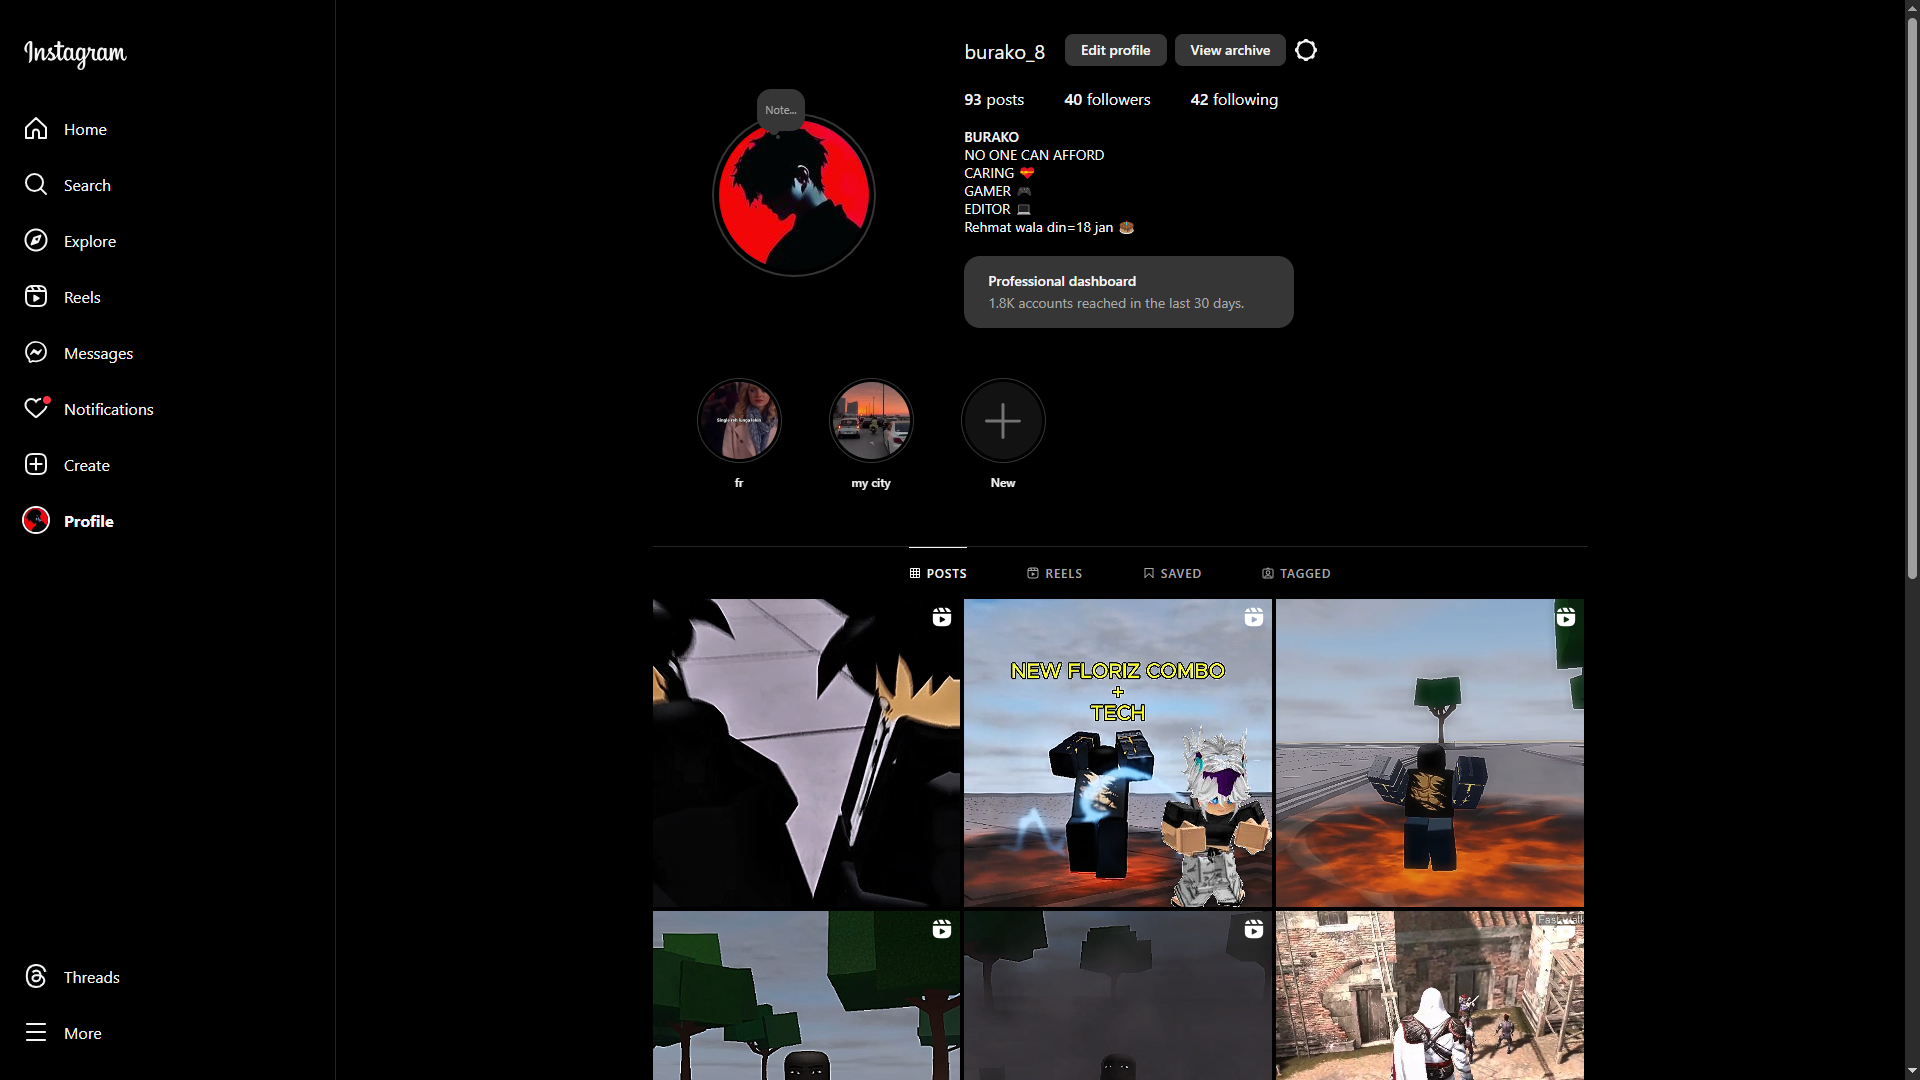 Instagram
Home
Search
Explore
Reels
Messages
Notifications
Create
Profile
Threads
More
burako_8
Edit profile
View archive
93 posts
40 followers
42 following
Note...
BURAKO
NO ONE CAN AFFORD
CARING 💝
GAMER 🎮
EDITOR 💻
Rehmat wala din=18 jan 🎂
Professional dashboard
1.8K accounts reached in the last 30 days.
fr
my city
New
POSTS
REELS
SAVED
TAGGED
NEW FLORIZ COMBO
+
TECH